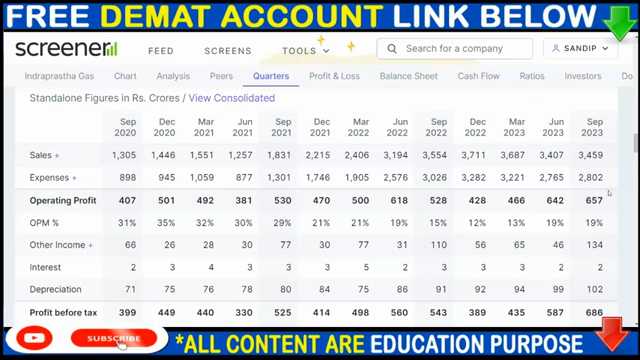 FREE DEMAT ACCOUNT LINK BELOW
screener FEED SCREENS TOOLS Search for a company SANDIP
Indraprastha Gas Chart Analysis Peers Quarters Profit & Loss Balance Sheet Cash Flow Ratios Investors Do
Standalone Figures in Rs. Crores / View Consolidated
Sep 2020 Dec 2020 Mar 2021 Jun 2021 Sep 2021 Dec 2021 Mar 2022 Jun 2022 Sep 2022 Dec 2022 Mar 2023 Jun 2023 Sep 2023
Sales + 1,305 1,446 1,551 1,257 1,831 2,215 2,406 3,194 3,554 3,711 3,687 3,407 3,459
Expenses + 898 945 1,059 877 1,301 1,746 1,905 2,576 3,026 3,282 3,221 2,765 2,802
Operating Profit 407 501 492 381 530 470 500 618 528 428 466 642 657
OPM % 31% 35% 32% 30% 29% 21% 21% 19% 15% 12% 13% 19% 19%
Other Income + 66 26 28 30 77 30 77 31 110 56 65 46 134
Interest 2 3 4 3 3 3 5 2 3 3 2 2 2
Depreciation 71 75 76 78 80 84 75 86 91 92 94 99 102
Profit before tax 399 449 440 330 525 414 498 560 543 389 435 587 686
SUBSCRIBE
*ALL CONTENT ARE EDUCATION PURPOSE